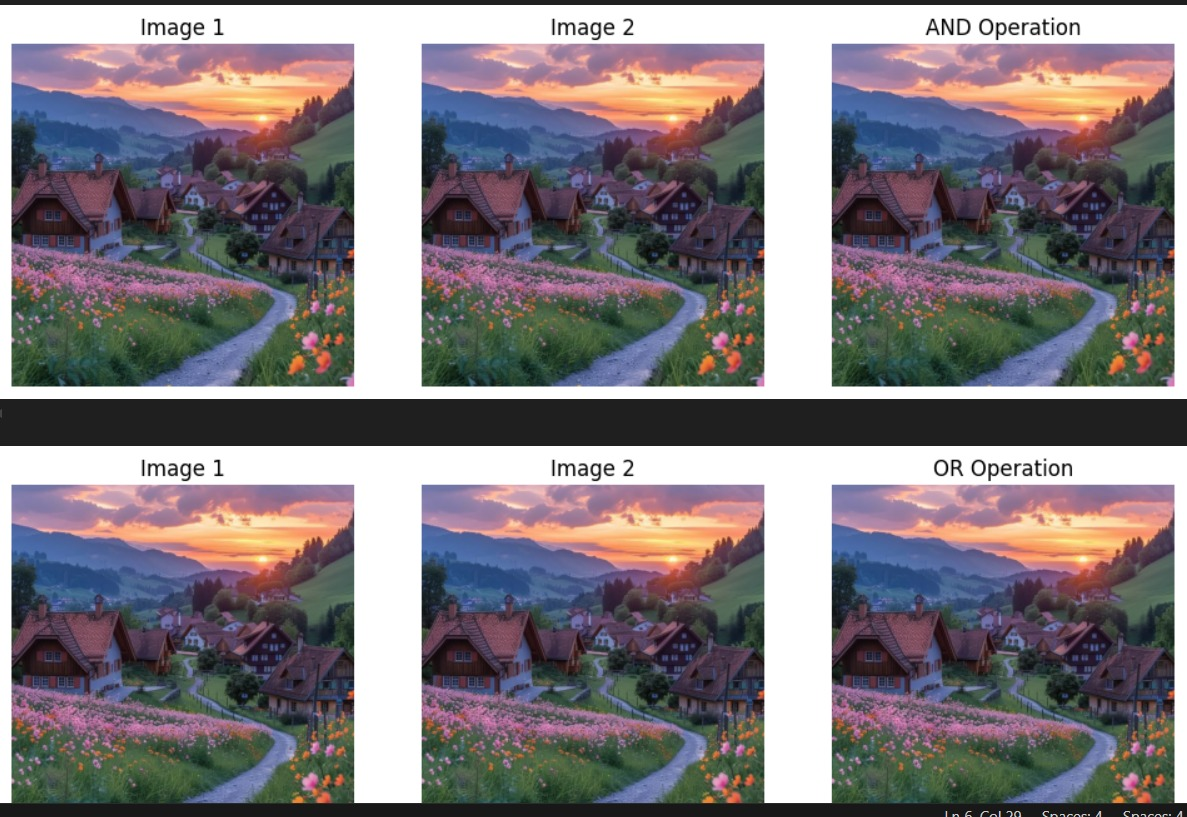 Image 1
Image 2
AND Operation
Image 1
Image 2
OR Operation
Ln 6, Col 29 Spaces: 4 Spaces: 4